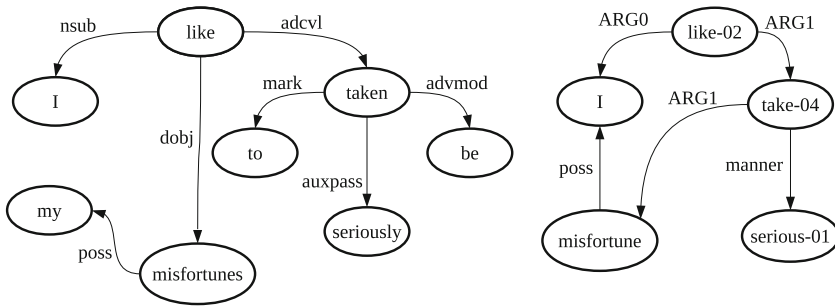 nsub
like
adcvl
I
mark
taken
advmod
dobj
to
be
auxpass
my
seriously
poss
misfortunes
ARG0
like-02
ARG1
I
ARG1
take-04
poss
manner
misfortune
serious-01